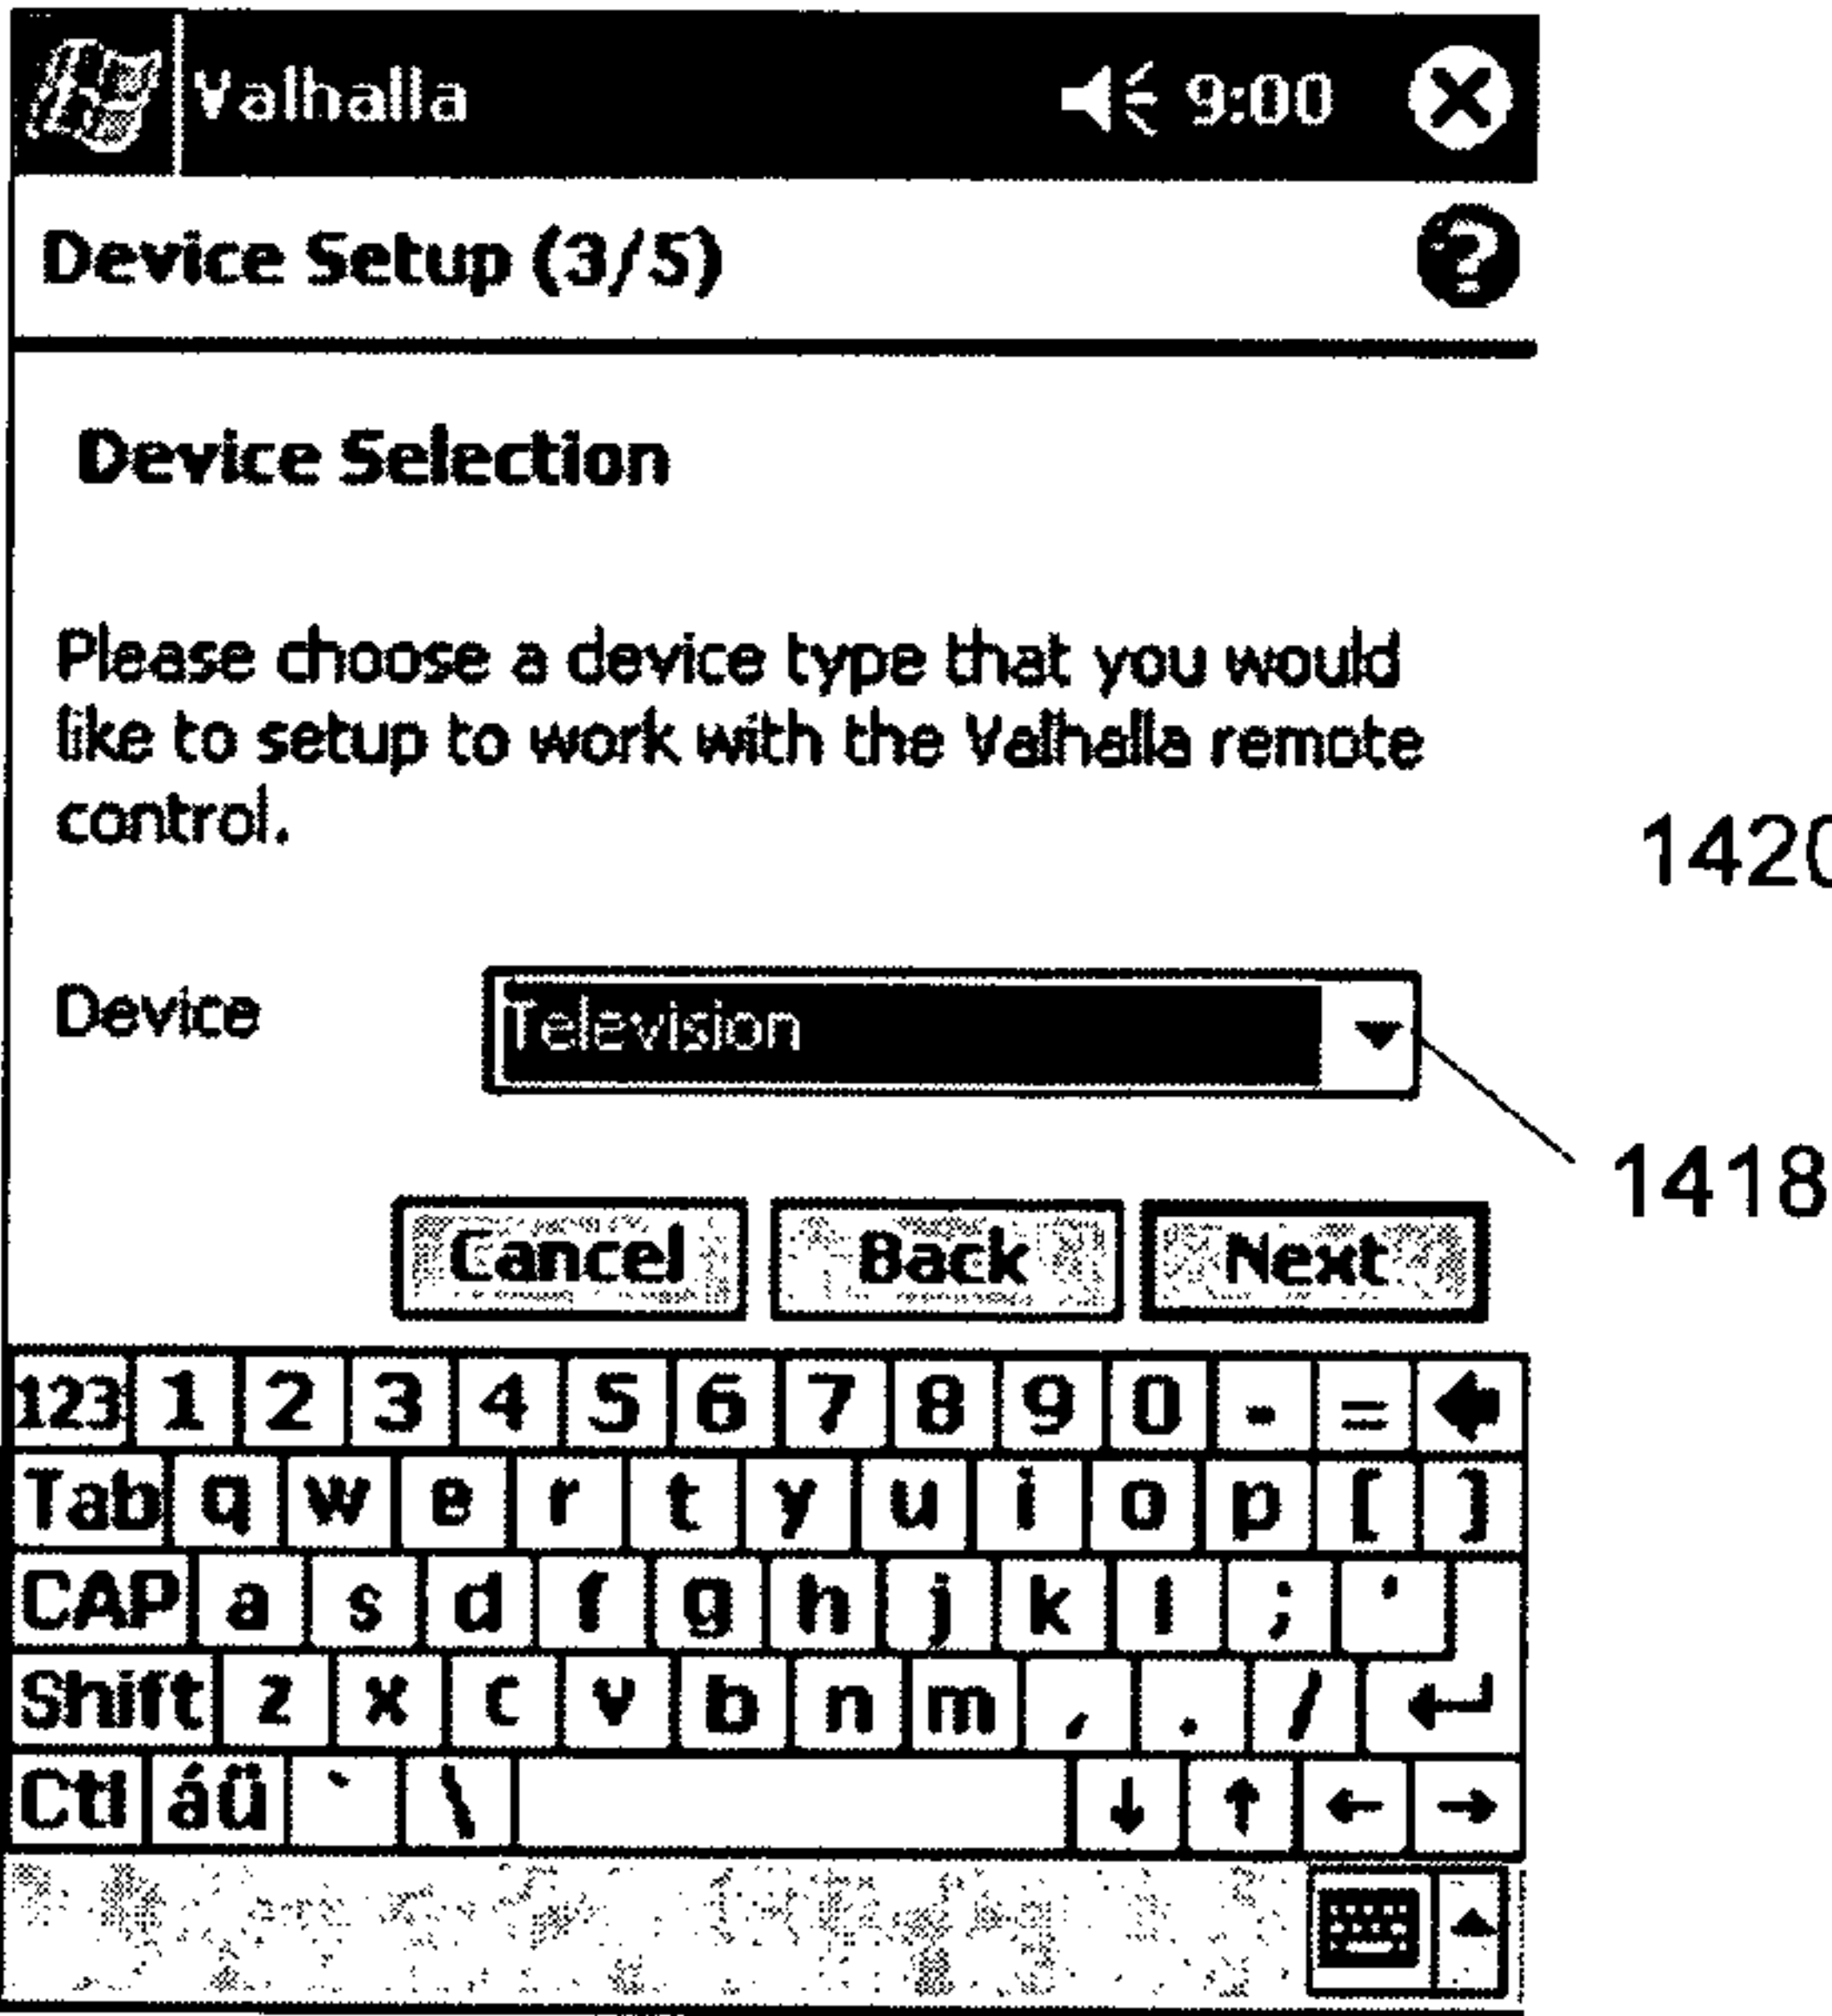 Valhalla 9:00
Device Setup (3/5)
Device Selection
Please choose a device type that you would
like to setup to work with the Valhalla remote
control.
1420
Device Television
1418
Cancel Back Next
123 1 2 3 4 5 6 7 8 9 0 - =
Tab q w e r t y u i o p [ ]
CAP a s d f g h j k l ; '
Shift z x c v b n m , . /
Ctl áü ` \